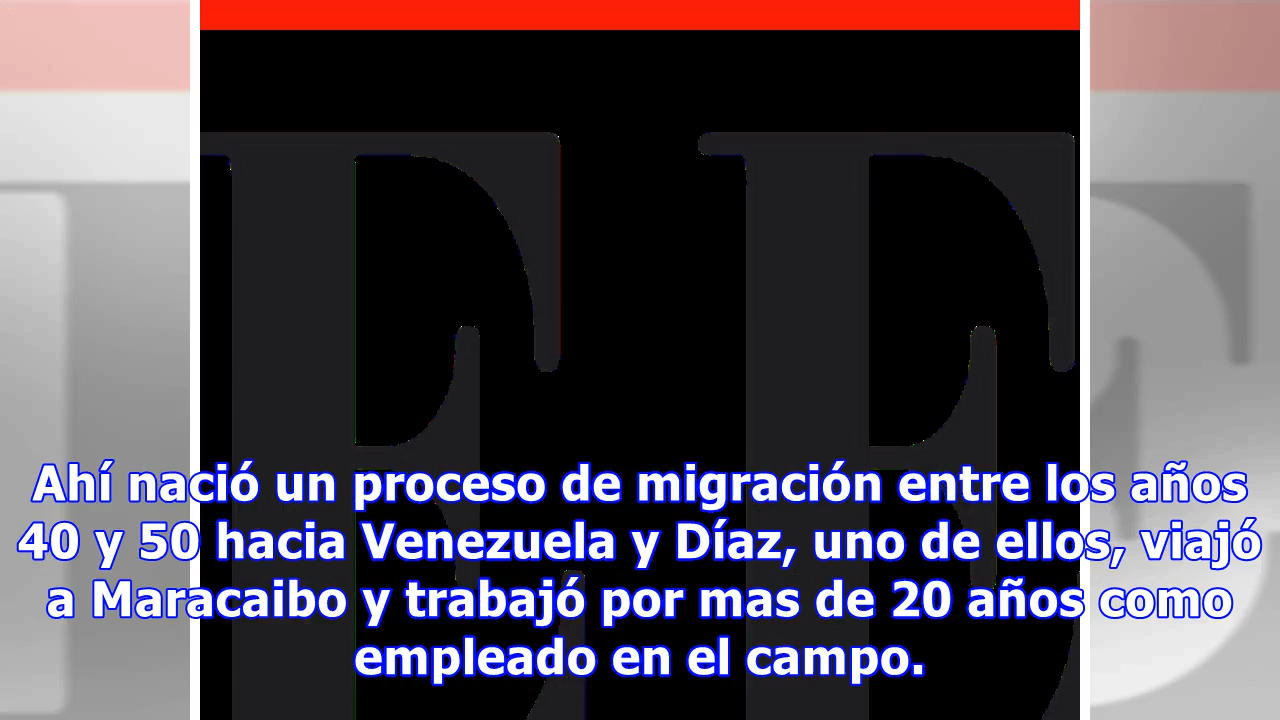 EE
Ahí nació un proceso de migración entre los años
40 y 50 hacia Venezuela y Díaz, uno de ellos, viajó
a Maracaibo y trabajó por mas de 20 años como
empleado en el campo.